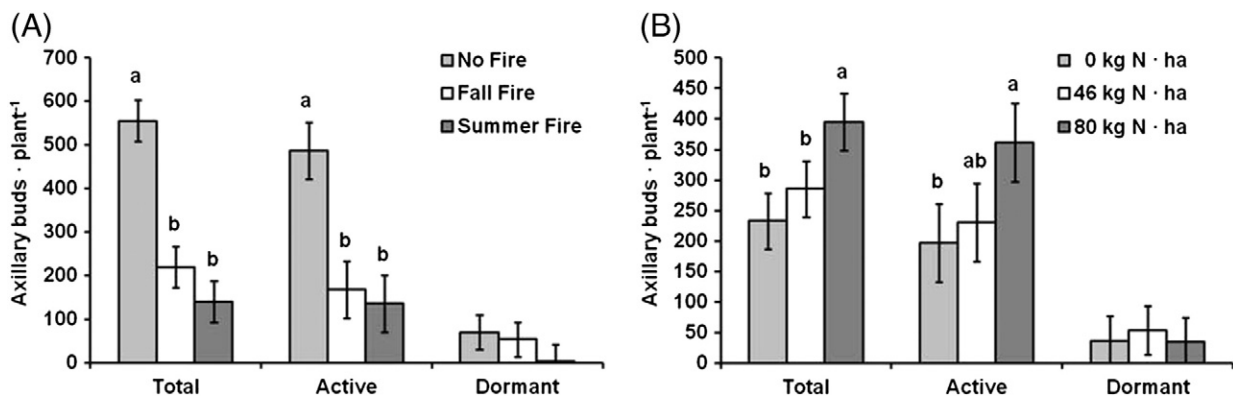 (A)
700
600
500
400
300
200
100
0
Axillary buds · plant-1
No Fire
Fall Fire
Summer Fire
a
b
b
a
b
b
Total
Active
Dormant
(B)
500
450
400
350
300
250
200
150
100
50
0
Axillary buds · plant-1
0 kg N · ha
46 kg N · ha
80 kg N · ha
b
b
a
b
ab
a
Total
Active
Dormant